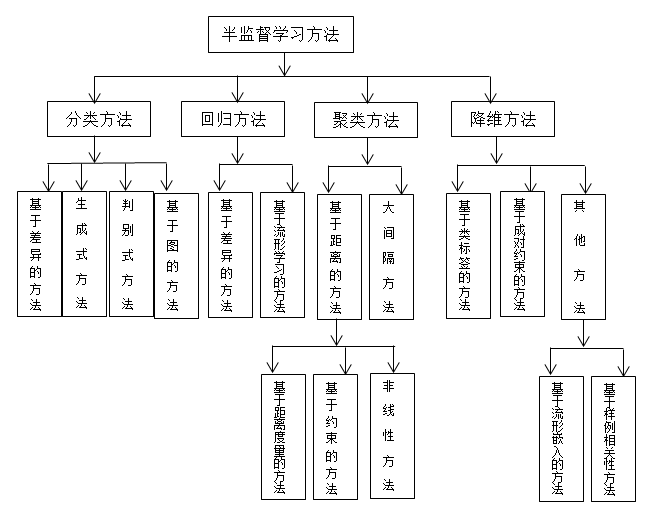 半监督学习方法
分类方法
回归方法
聚类方法
降维方法
基于差异的方法
生成式方法
判别式方法
基于图的方法
基于差异的方法
基于流形学习的方法
基于距离的方法
大间隔方法
基于类标签的方法
基于成对约束的方法
其他方法
基于距离度量的方法
基于约束的方法
非线性方法
基于流形嵌入的方法
基于样例相关性方法